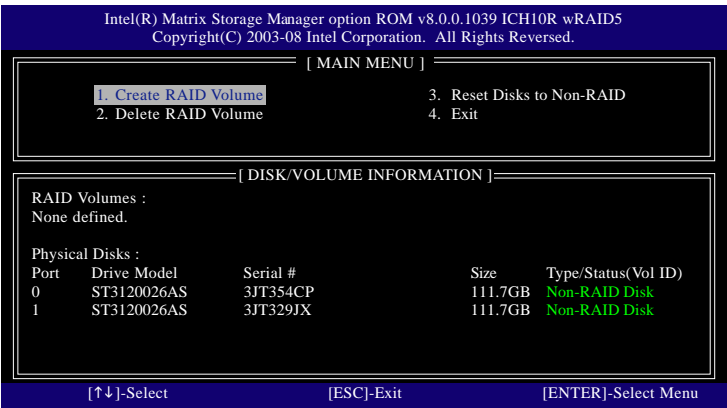 Intel(R) Matrix Storage Manager option ROM v8.0.0.1039 ICH10R wRAID5
Copyright(C) 2003-08 Intel Corporation. All Rights Reversed.
[ MAIN MENU ]
1. Create RAID Volume 3. Reset Disks to Non-RAID
2. Delete RAID Volume 4. Exit
[ DISK/VOLUME INFORMATION ]
RAID Volumes :
None defined.
Physical Disks :
Port Drive Model Serial # Size Type/Status(Vol ID)
0 ST3120026AS 3JT354CP 111.7GB Non-RAID Disk
1 ST3120026AS 3JT329JX 111.7GB Non-RAID Disk
[↑↓]-Select [ESC]-Exit [ENTER]-Select Menu